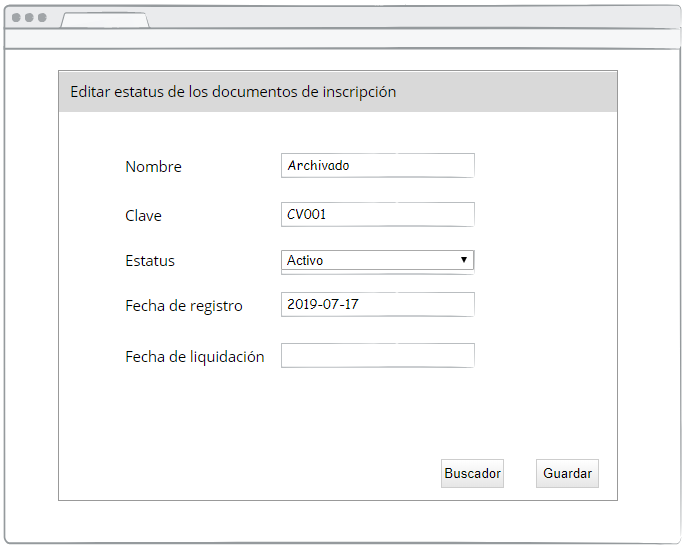 Editar estatus de los documentos de inscripción
Nombre Archivado
Clave CV001
Estatus Activo
Fecha de registro 2019-07-17
Fecha de liquidación
Buscador Guardar